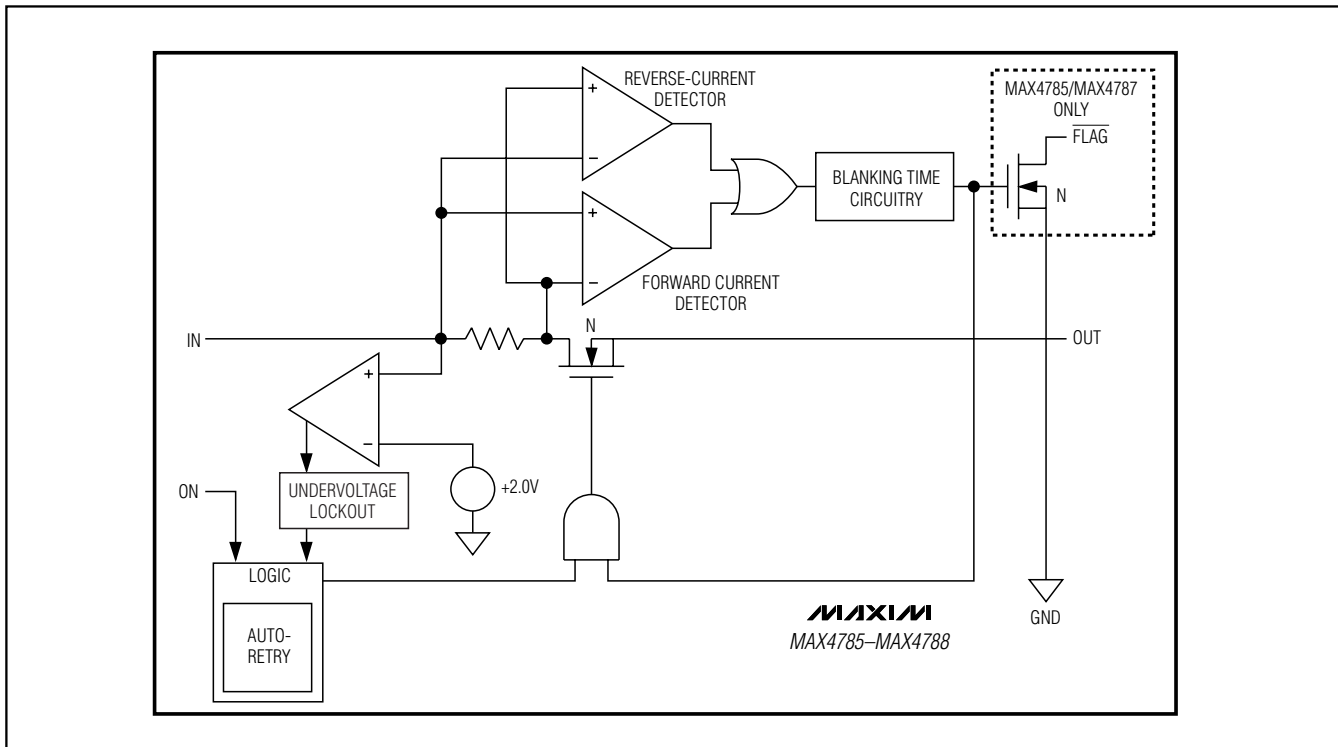 REVERSE-CURRENT
DETECTOR
MAX4785/MAX4787
ONLY
FLAG
+
−
BLANKING TIME
CIRCUITRY
N
+
−
FORWARD CURRENT
DETECTOR
IN
N
OUT
+
−
+2.0V
UNDERVOLTAGE
LOCKOUT
ON
LOGIC
AUTO-
RETRY
GND
MAXIM
MAX4785–MAX4788